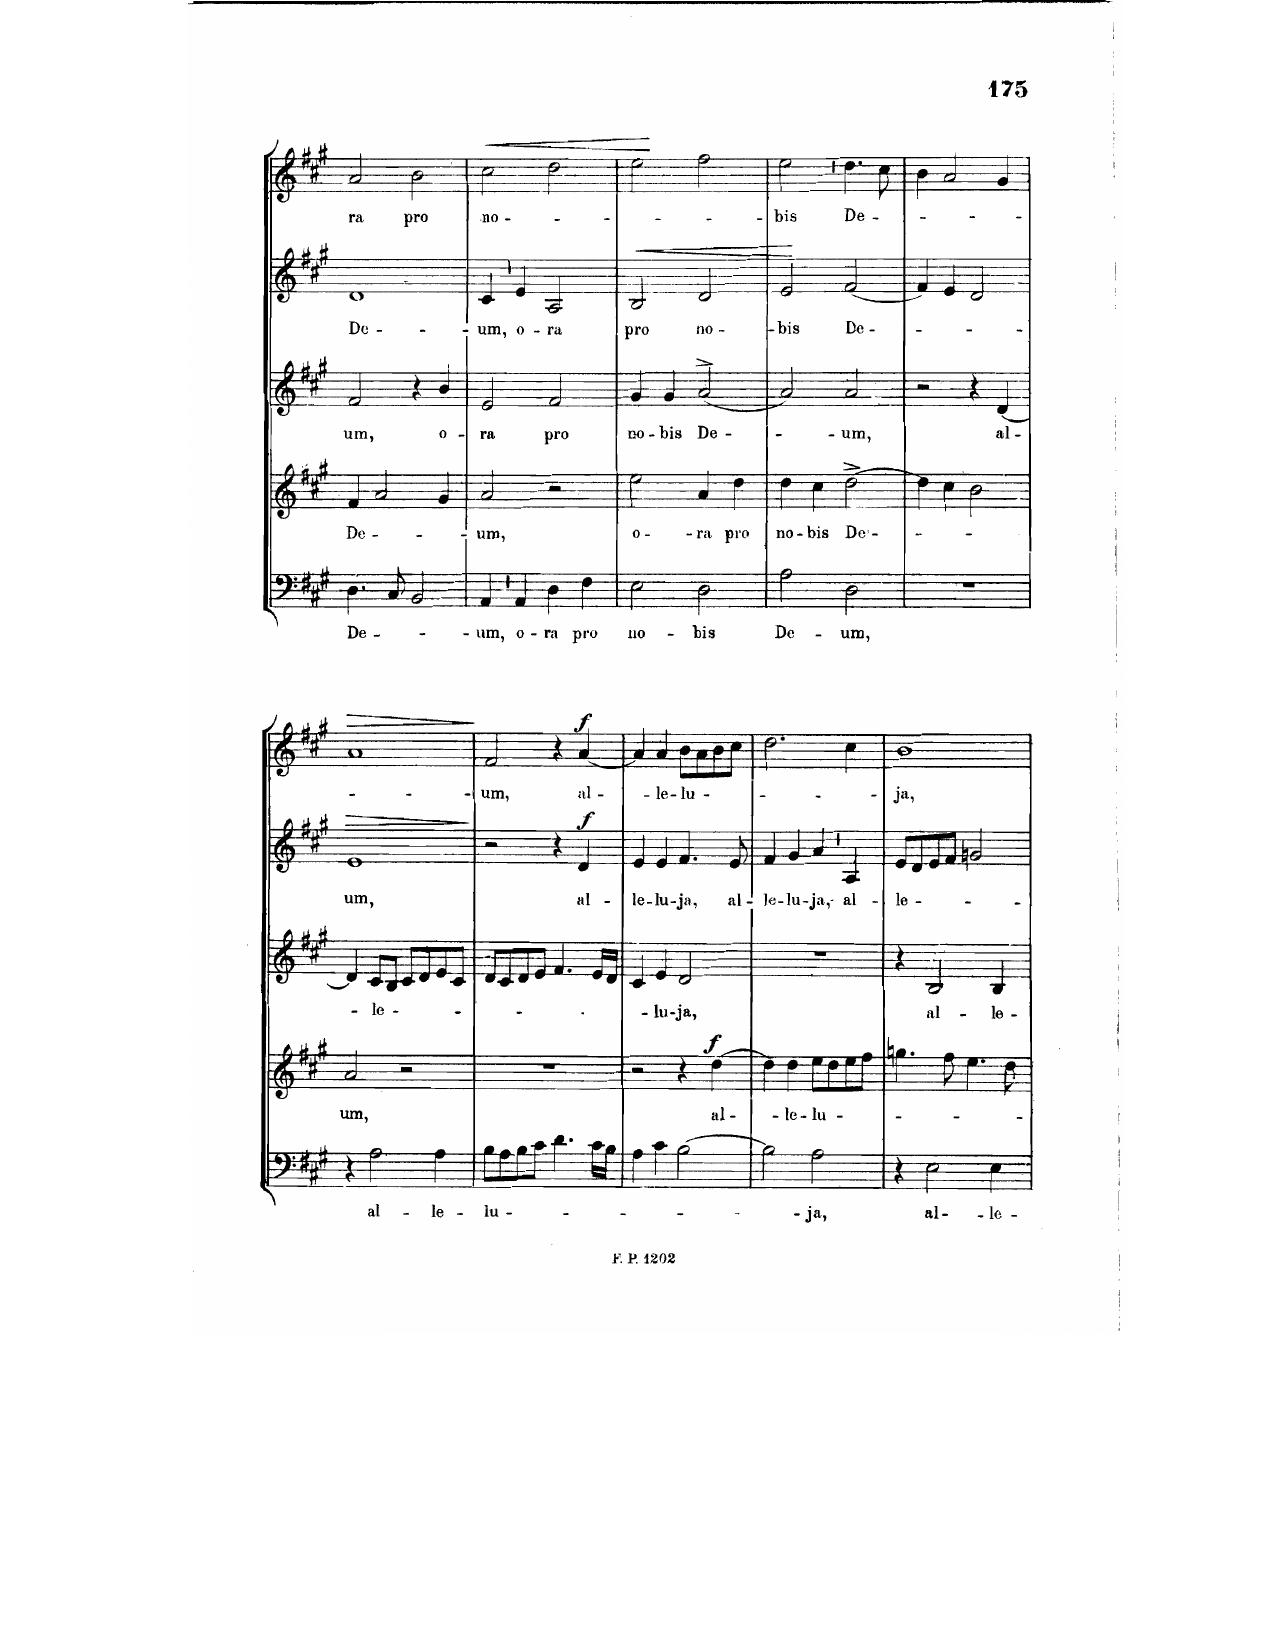 175
ra pro no - - - - - bis De - - - -
De - - - um, o - ra pro no - - bis De - - - -
um, o - ra pro no - bis De - - - um, al -
De - - - um, o - - ra pro no - bis De - - - -
De - - - um, o - ra pro no - bis De - um,
f
- - - um, al - - le - lu - - - - ja,
f
um, al - le - lu - ja, al - le - lu - ja, al - le - - - -
- le - - - - - - - lu - ja, al - le -
f
um, al - - le - lu - - - - -
al - le - lu - - - - - - ja, al - - le -
F. P. 1202